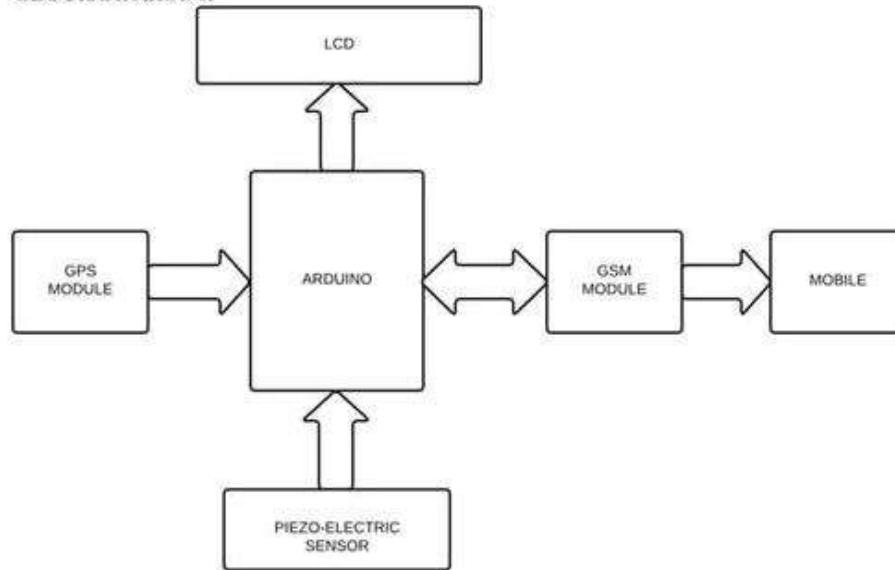 LCD
GPS
MODULE
ARDUINO
GSM
MODULE
MOBILE
PIEZO-ELECTRIC
SENSOR